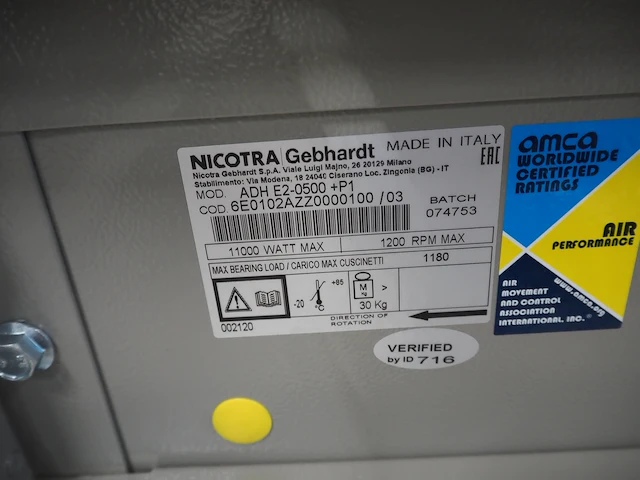 NICOTRA Gebhardt MADE IN ITALY
Nicotra Gebhardt S.p.A. Viale Luigi Majno, 26 20129 Milano
Stabilimento: Via Modena, 18 24040 Ciserano Loc. Zingonia (BG) - IT
EAC
MOD. ADH E2-0500 +P1
COD 6E0102AZZ0000100 /03
BATCH
074753
11000 WATT MAX
1200 RPM MAX
MAX BEARING LOAD / CARICO MAX CUSCINETTI
1180
-20 °C +85
M
kg
>
30 Kg
002120
DIRECTION OF
ROTATION
VERIFIED
by ID 716
amca
WORLDWIDE
CERTIFIED
RATINGS
AIR
PERFORMANCE
www.amca.org
AIR
MOVEMENT
AND CONTROL
ASSOCIATION
INTERNATIONAL, INC.®